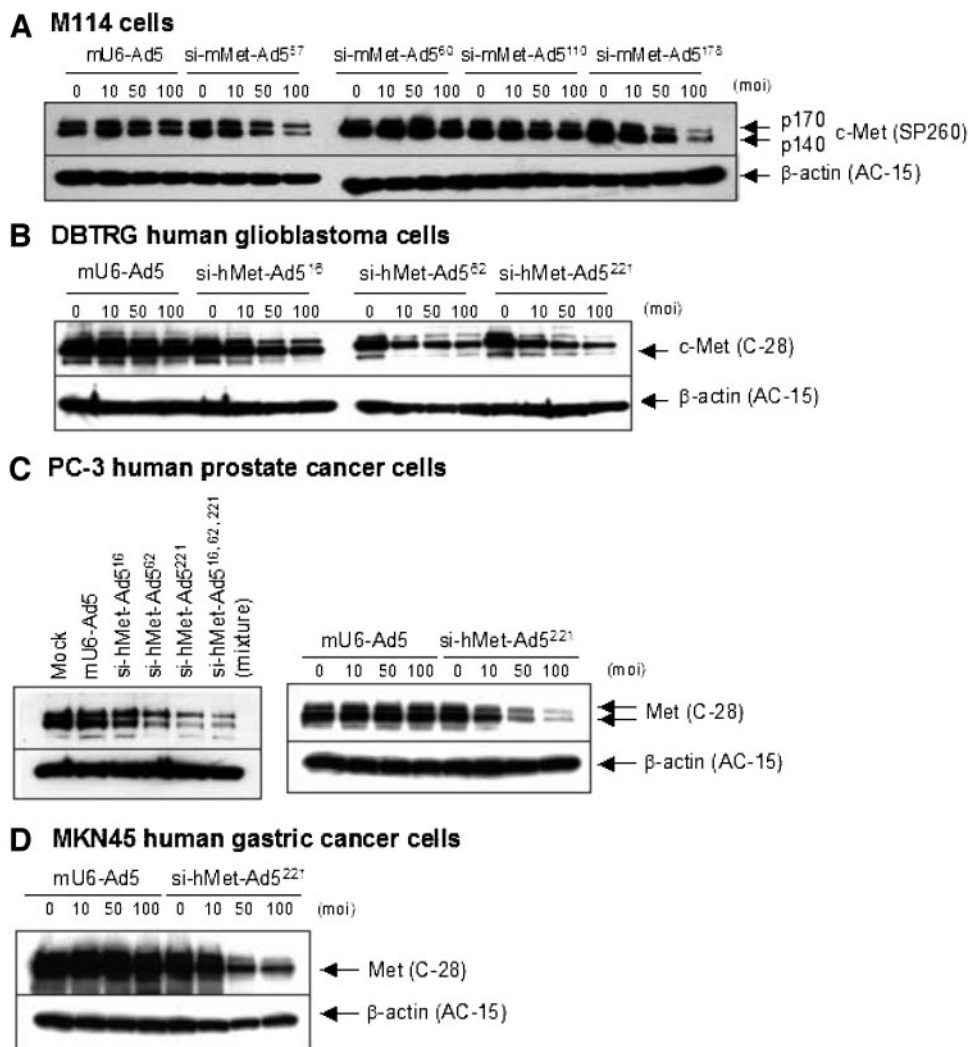 A M114 cells
mU6-Ad5 si-mMet-Ad5⁵⁷ si-mMet-Ad5⁶⁰ si-mMet-Ad5¹¹⁰ si-mMet-Ad5¹⁷⁸
0 10 50 100 0 10 50 100 0 10 50 100 0 10 50 100 0 10 50 100 (moi)
p170
p140 c-Met (SP260)
β-actin (AC-15)
B DBTRG human glioblastoma cells
mU6-Ad5 si-hMet-Ad5¹⁶ si-hMet-Ad5⁶² si-hMet-Ad5²²¹
0 10 50 100 0 10 50 100 0 10 50 100 0 10 50 100 (moi)
c-Met (C-28)
β-actin (AC-15)
C PC-3 human prostate cancer cells
Mock
mU6-Ad5
si-hMet-Ad5¹⁶
si-hMet-Ad5⁶²
si-hMet-Ad5²²¹
si-hMet-Ad5¹⁶,⁶²,²²¹
(mixture)
mU6-Ad5 si-hMet-Ad5²²¹
0 10 50 100 0 10 50 100 (moi)
Met (C-28)
β-actin (AC-15)
D MKN45 human gastric cancer cells
mU6-Ad5 si-hMet-Ad5²²¹
0 10 50 100 0 10 50 100 (moi)
Met (C-28)
β-actin (AC-15)